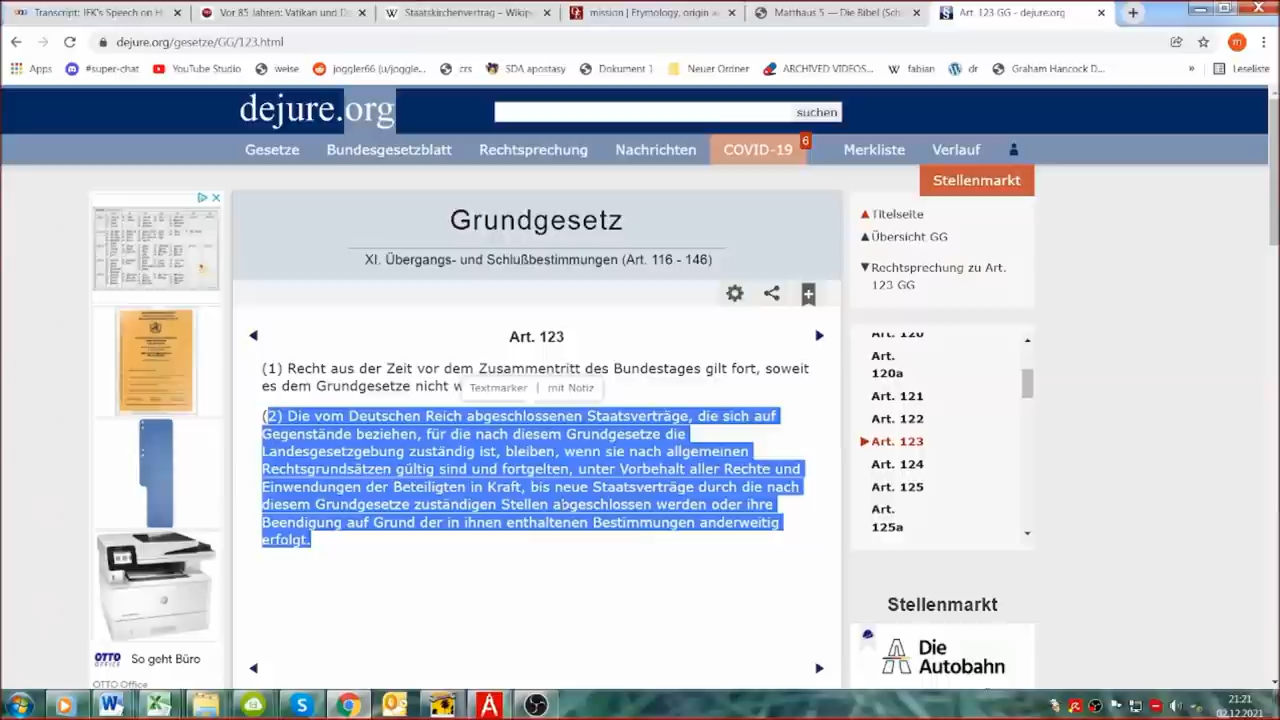 Transcript: JFK's Speech on H
Vor 85 Jahren: Vatikan und D
Staatskirchenvertrag – Wikip
mission | Etymology, origin a
Matthäus 5 — Die Bibel (Sch
Art. 123 GG - dejure.org
dejure.org/gesetze/GG/123.html
m
Apps
#super-chat
YouTube Studio
weise
joggler66 (u/joggle...
crs
SDA apostasy
Dokument 1
Neuer Ordner
ARCHIVED VIDEOS...
fabian
dr
Graham Hancock D...
»
Leseliste
dejure.org
suchen
Gesetze
Bundesgesetzblatt
Rechtsprechung
Nachrichten
COVID-19
6
Merkliste
Verlauf
Stellenmarkt
Grundgesetz
XI. Übergangs- und Schlußbestimmungen (Art. 116 - 146)
Art. 123
(1) Recht aus der Zeit vor dem Zusammentritt des Bundestages gilt fort, soweit
es dem Grundgesetze nicht w
Textmarker | mit Notiz
(2) Die vom Deutschen Reich abgeschlossenen Staatsverträge, die sich auf
Gegenstände beziehen, für die nach diesem Grundgesetze die
Landesgesetzgebung zuständig ist, bleiben, wenn sie nach allgemeinen
Rechtsgrundsätzen gültig sind und fortgelten, unter Vorbehalt aller Rechte und
Einwendungen der Beteiligten in Kraft, bis neue Staatsverträge durch die nach
diesem Grundgesetze zuständigen Stellen abgeschlossen werden oder ihre
Beendigung auf Grund der in ihnen enthaltenen Bestimmungen anderweitig
erfolgt.
Titelseite
Übersicht GG
Rechtsprechung zu Art.
123 GG
Art. 120
Art.
120a
Art. 121
Art. 122
Art. 123
Art. 124
Art. 125
Art.
125a
Stellenmarkt
Die
Autobahn
OTTO
OFFICE
So geht Büro
OTTO Office
21:21
02.12.2021